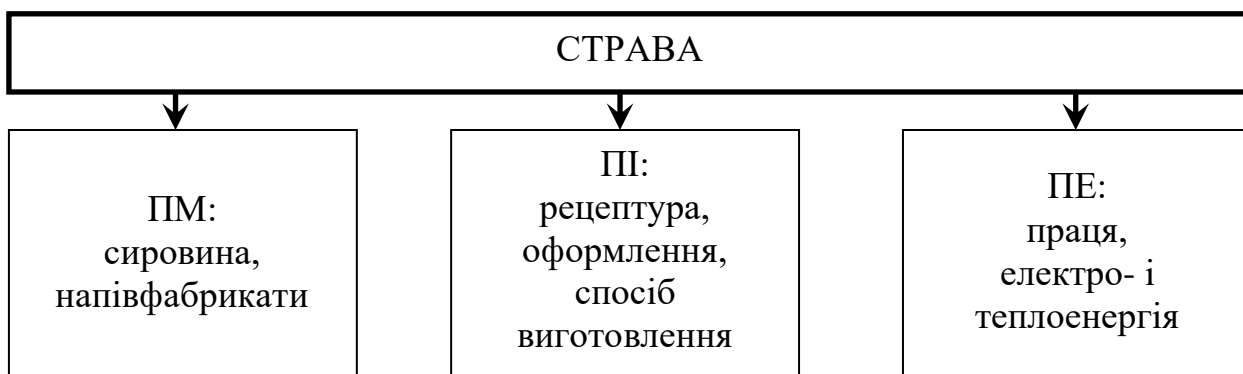 СТРАВА
ПМ:
сировина,
напівфабрикати
ПІ:
рецептура,
оформлення,
спосіб
виготовлення
ПЕ:
праця,
електро- і
теплоенергія